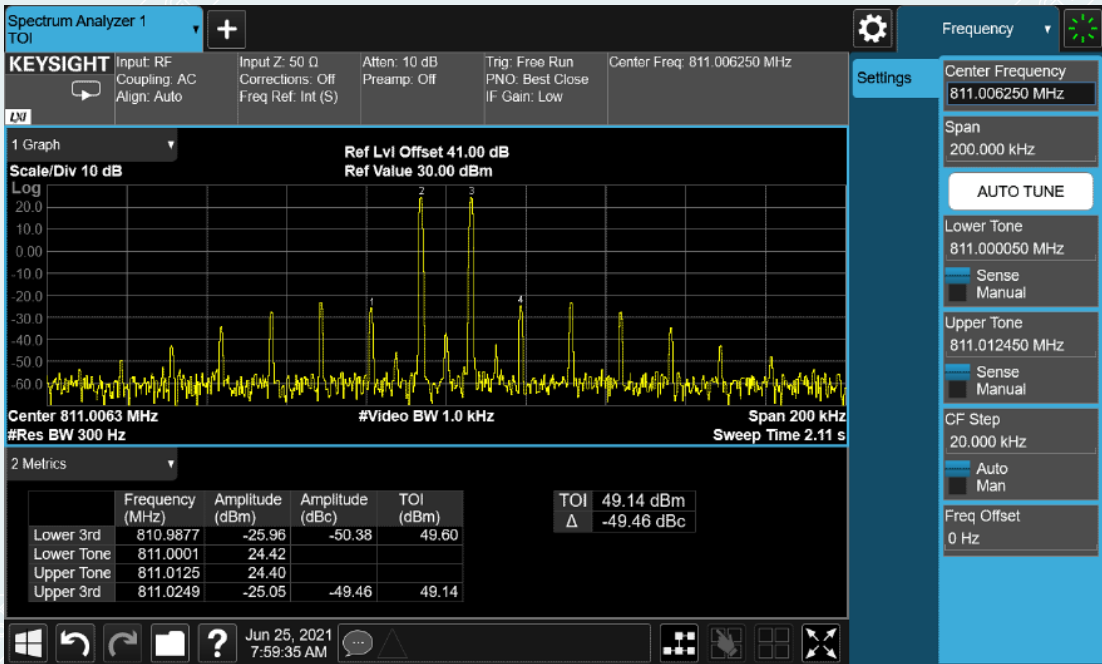 Spectrum Analyzer 1
TOI
+
Frequency
KEYSIGHT
LXI
Input: RF
Coupling: AC
Align: Auto
Input Z: 50 Ω
Corrections: Off
Freq Ref: Int (S)
Atten: 10 dB
Preamp: Off
Trig: Free Run
PNO: Best Close
IF Gain: Low
Center Freq: 811.006250 MHz
1 Graph
Ref Lvl Offset 41.00 dB
Scale/Div 10 dB
Ref Value 30.00 dBm
Log
20.0
10.0
0.00
-10.0
-20.0
-30.0
-40.0
-50.0
-60.0
1
2
3
4
Center 811.0063 MHz
#Video BW 1.0 kHz
Span 200 kHz
#Res BW 300 Hz
Sweep Time 2.11 s
2 Metrics
Frequency (MHz) Amplitude (dBm) Amplitude (dBc) TOI (dBm)
Lower 3rd 810.9877 -25.96 -50.38 49.60
Lower Tone 811.0001 24.42
Upper Tone 811.0125 24.40
Upper 3rd 811.0249 -25.05 -49.46 49.14
TOI 49.14 dBm
Δ -49.46 dBc
?
Jun 25, 2021
7:59:35 AM
Settings
Center Frequency
811.006250 MHz
Span
200.000 kHz
AUTO TUNE
Lower Tone
811.000050 MHz
Sense
Manual
Upper Tone
811.012450 MHz
Sense
Manual
CF Step
20.000 kHz
Auto
Man
Freq Offset
0 Hz